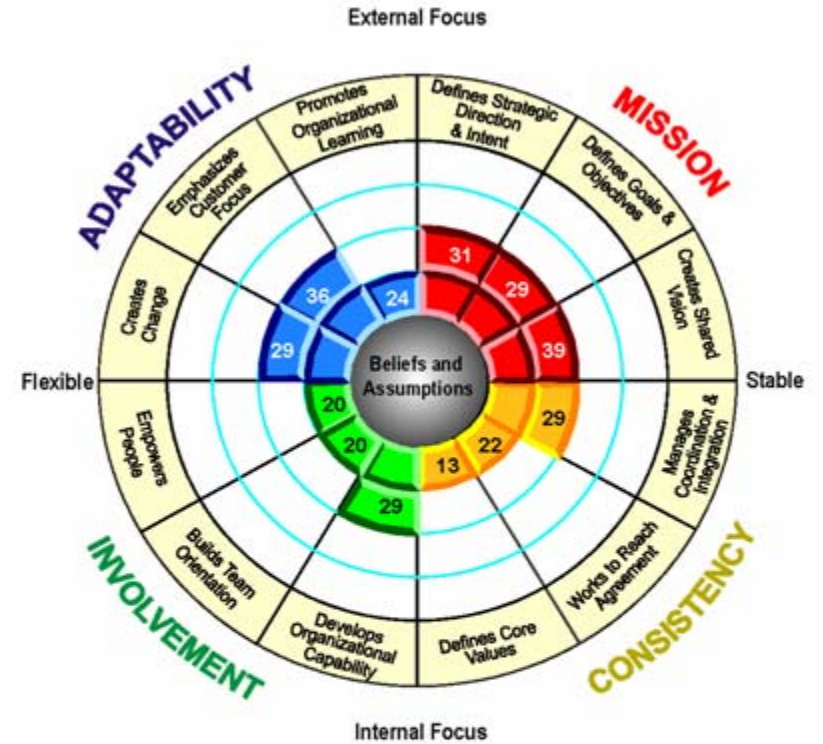 External Focus
ADAPTABILITY
MISSION
Promotes
Organizational
Learning
Defines Strategic
Direction
& Intent
Emphasizes
Customer
Focus
Defines Goals &
Objectives
Creates
Change
Creates Shared
Vision
31
36
24
29
29
39
Beliefs and
Assumptions
Flexible
Stable
20
29
20
22
13
29
Empowers
People
Manages
Coordination &
Integration
Builds Team
Orientation
Works to Reach
Agreement
Develops
Organizational
Capability
Defines Core
Values
INVOLVEMENT
CONSISTENCY
Internal Focus